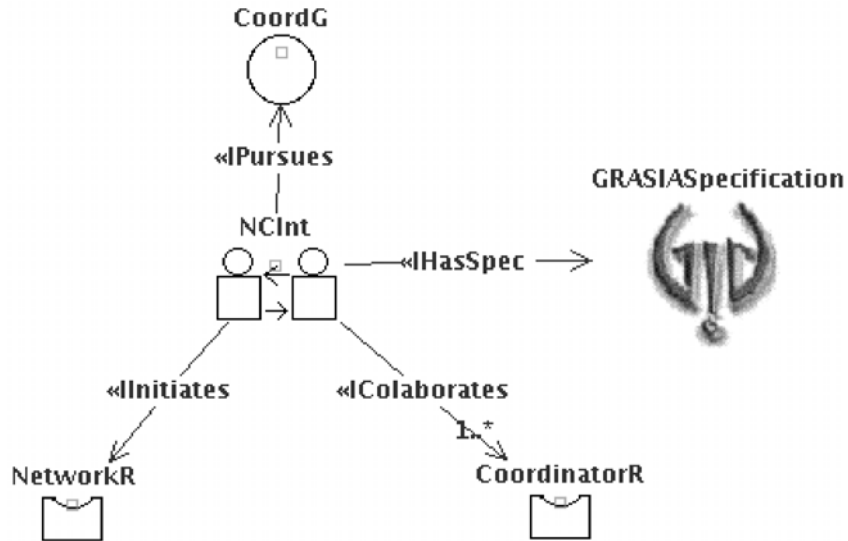 CoordG
«IPursues
GRASIASpecification
NCInt
«IHasSpec
«IInitiates
«IColaborates
1..*
NetworkR
CoordinatorR